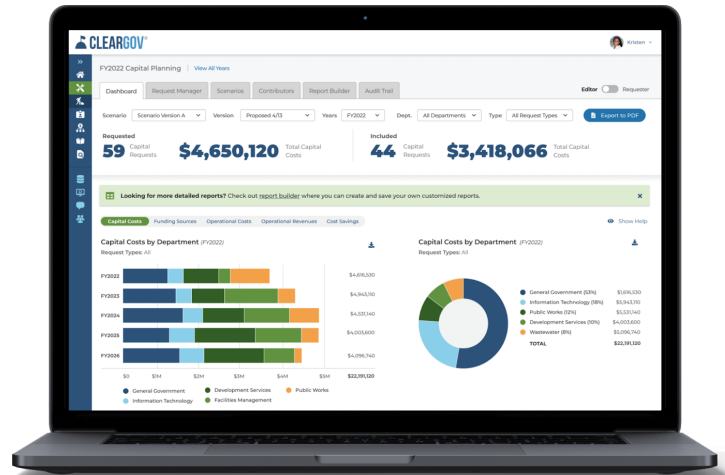 CLEARGOV
Kristen
FY2022 Capital Planning | View All Years
Dashboard Request Manager Scenarios Contributors Report Builder Audit Trail Editor Requester
Scenario Scenario Version A Version Proposed 4/13 Years FY2022 Dept. All Departments Type All Request Types Export to PDF
Requested Included
59 Capital Requests $4,650,120 Total Capital Costs 44 Capital Requests $3,418,066 Total Capital Costs
Looking for more detailed reports? Check out report builder where you can create and save your own customized reports.
Capital Costs Funding Sources Operational Costs Operational Revenues Cost Savings Show Help
Capital Costs by Department (FY2022)
Request Types: All
FY2022 $4,616,530
FY2023 $4,943,110
FY2024 $4,531,140
FY2025 $4,003,600
FY2026 $4,096,740
$0 $1M $2M $3M $4M $5M $22,191,120
General Government Development Services Public Works
Information Technology Facilities Management
Capital Costs by Department (FY2022)
Request Types: All
General Government (53%) $1,616,530
Information Technology (18%) $5,943,110
Public Works (12%) $5,531,140
Development Services (10%) $4,003,600
Wastewater (8%) $5,096,740
TOTAL $22,191,120